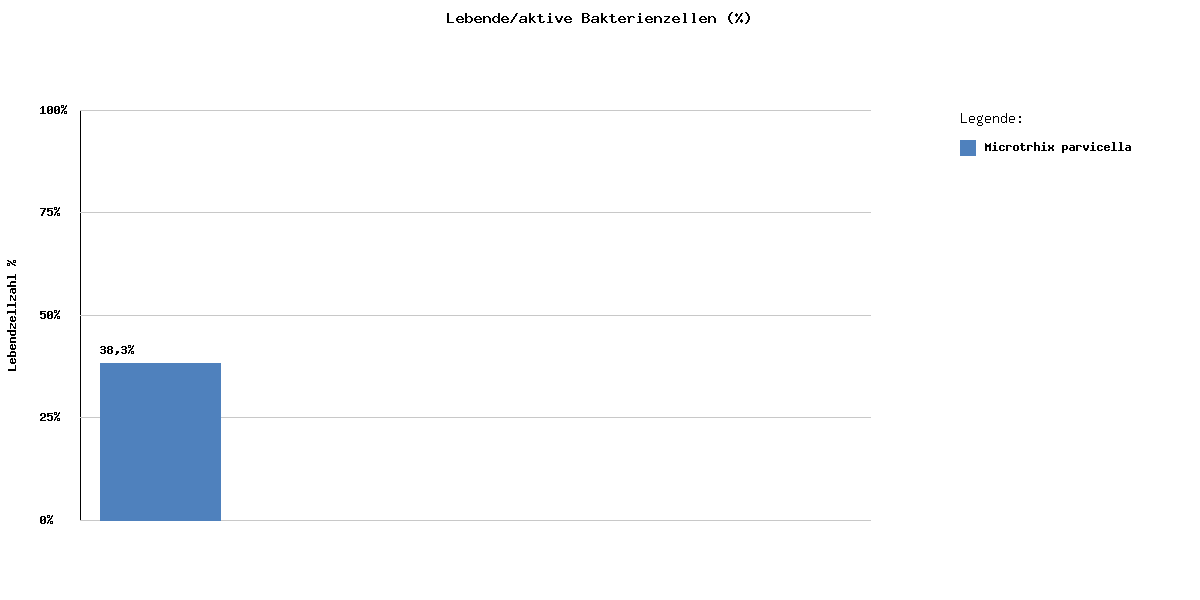 Lebende/aktive Bakterienzellen (%)
100%
75%
50%
25%
0%
Lebendzellzahl %
38,3%
Legende:
Microtrhix parvicella